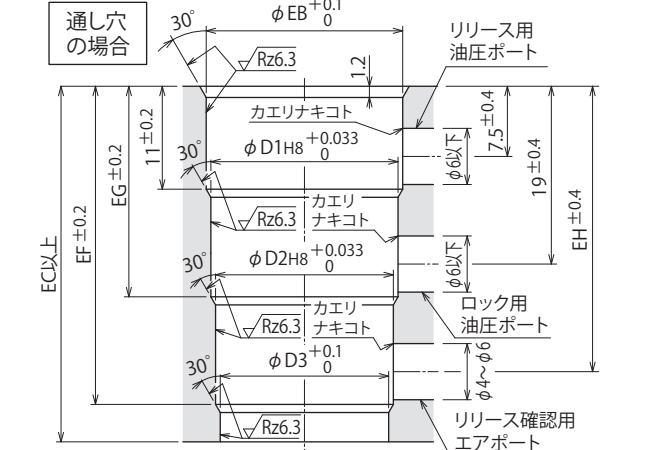 通し穴
の場合
30°
φEB +0.1 0
リリース用
油圧ポート
Rz6.3
1.2
カエリナキコト
φ6以下
7.5±0.4
11±0.2
30°
φD1H8 +0.033 0
19±0.4
EG±0.2
カエリ
ナキコト
Rz6.3
EF±0.2
EC以上
EH±0.4
30°
φD2H8 +0.033 0
φ6以下
カエリ
ナキコト
Rz6.3
ロック用
油圧ポート
30°
φD3 +0.1 0
φ4～φ6
Rz6.3
リリース確認用
エアポート